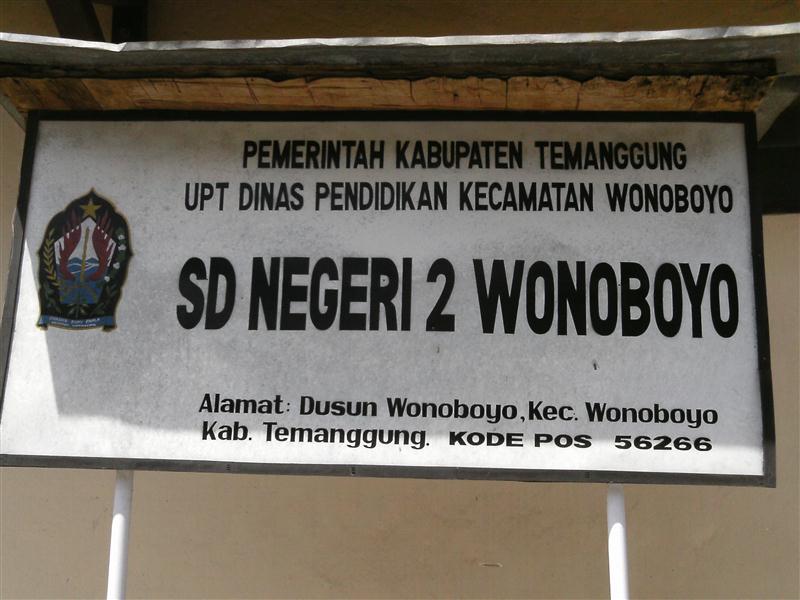 PEMERINTAH KABUPATEN TEMANGGUNG
UPT DINAS PENDIDIKAN KECAMATAN WONOBOYO
SD NEGERI 2 WONOBOYO
Alamat: Dusun Wonoboyo, Kec. Wonoboyo
Kab. Temanggung. KODE POS 56266